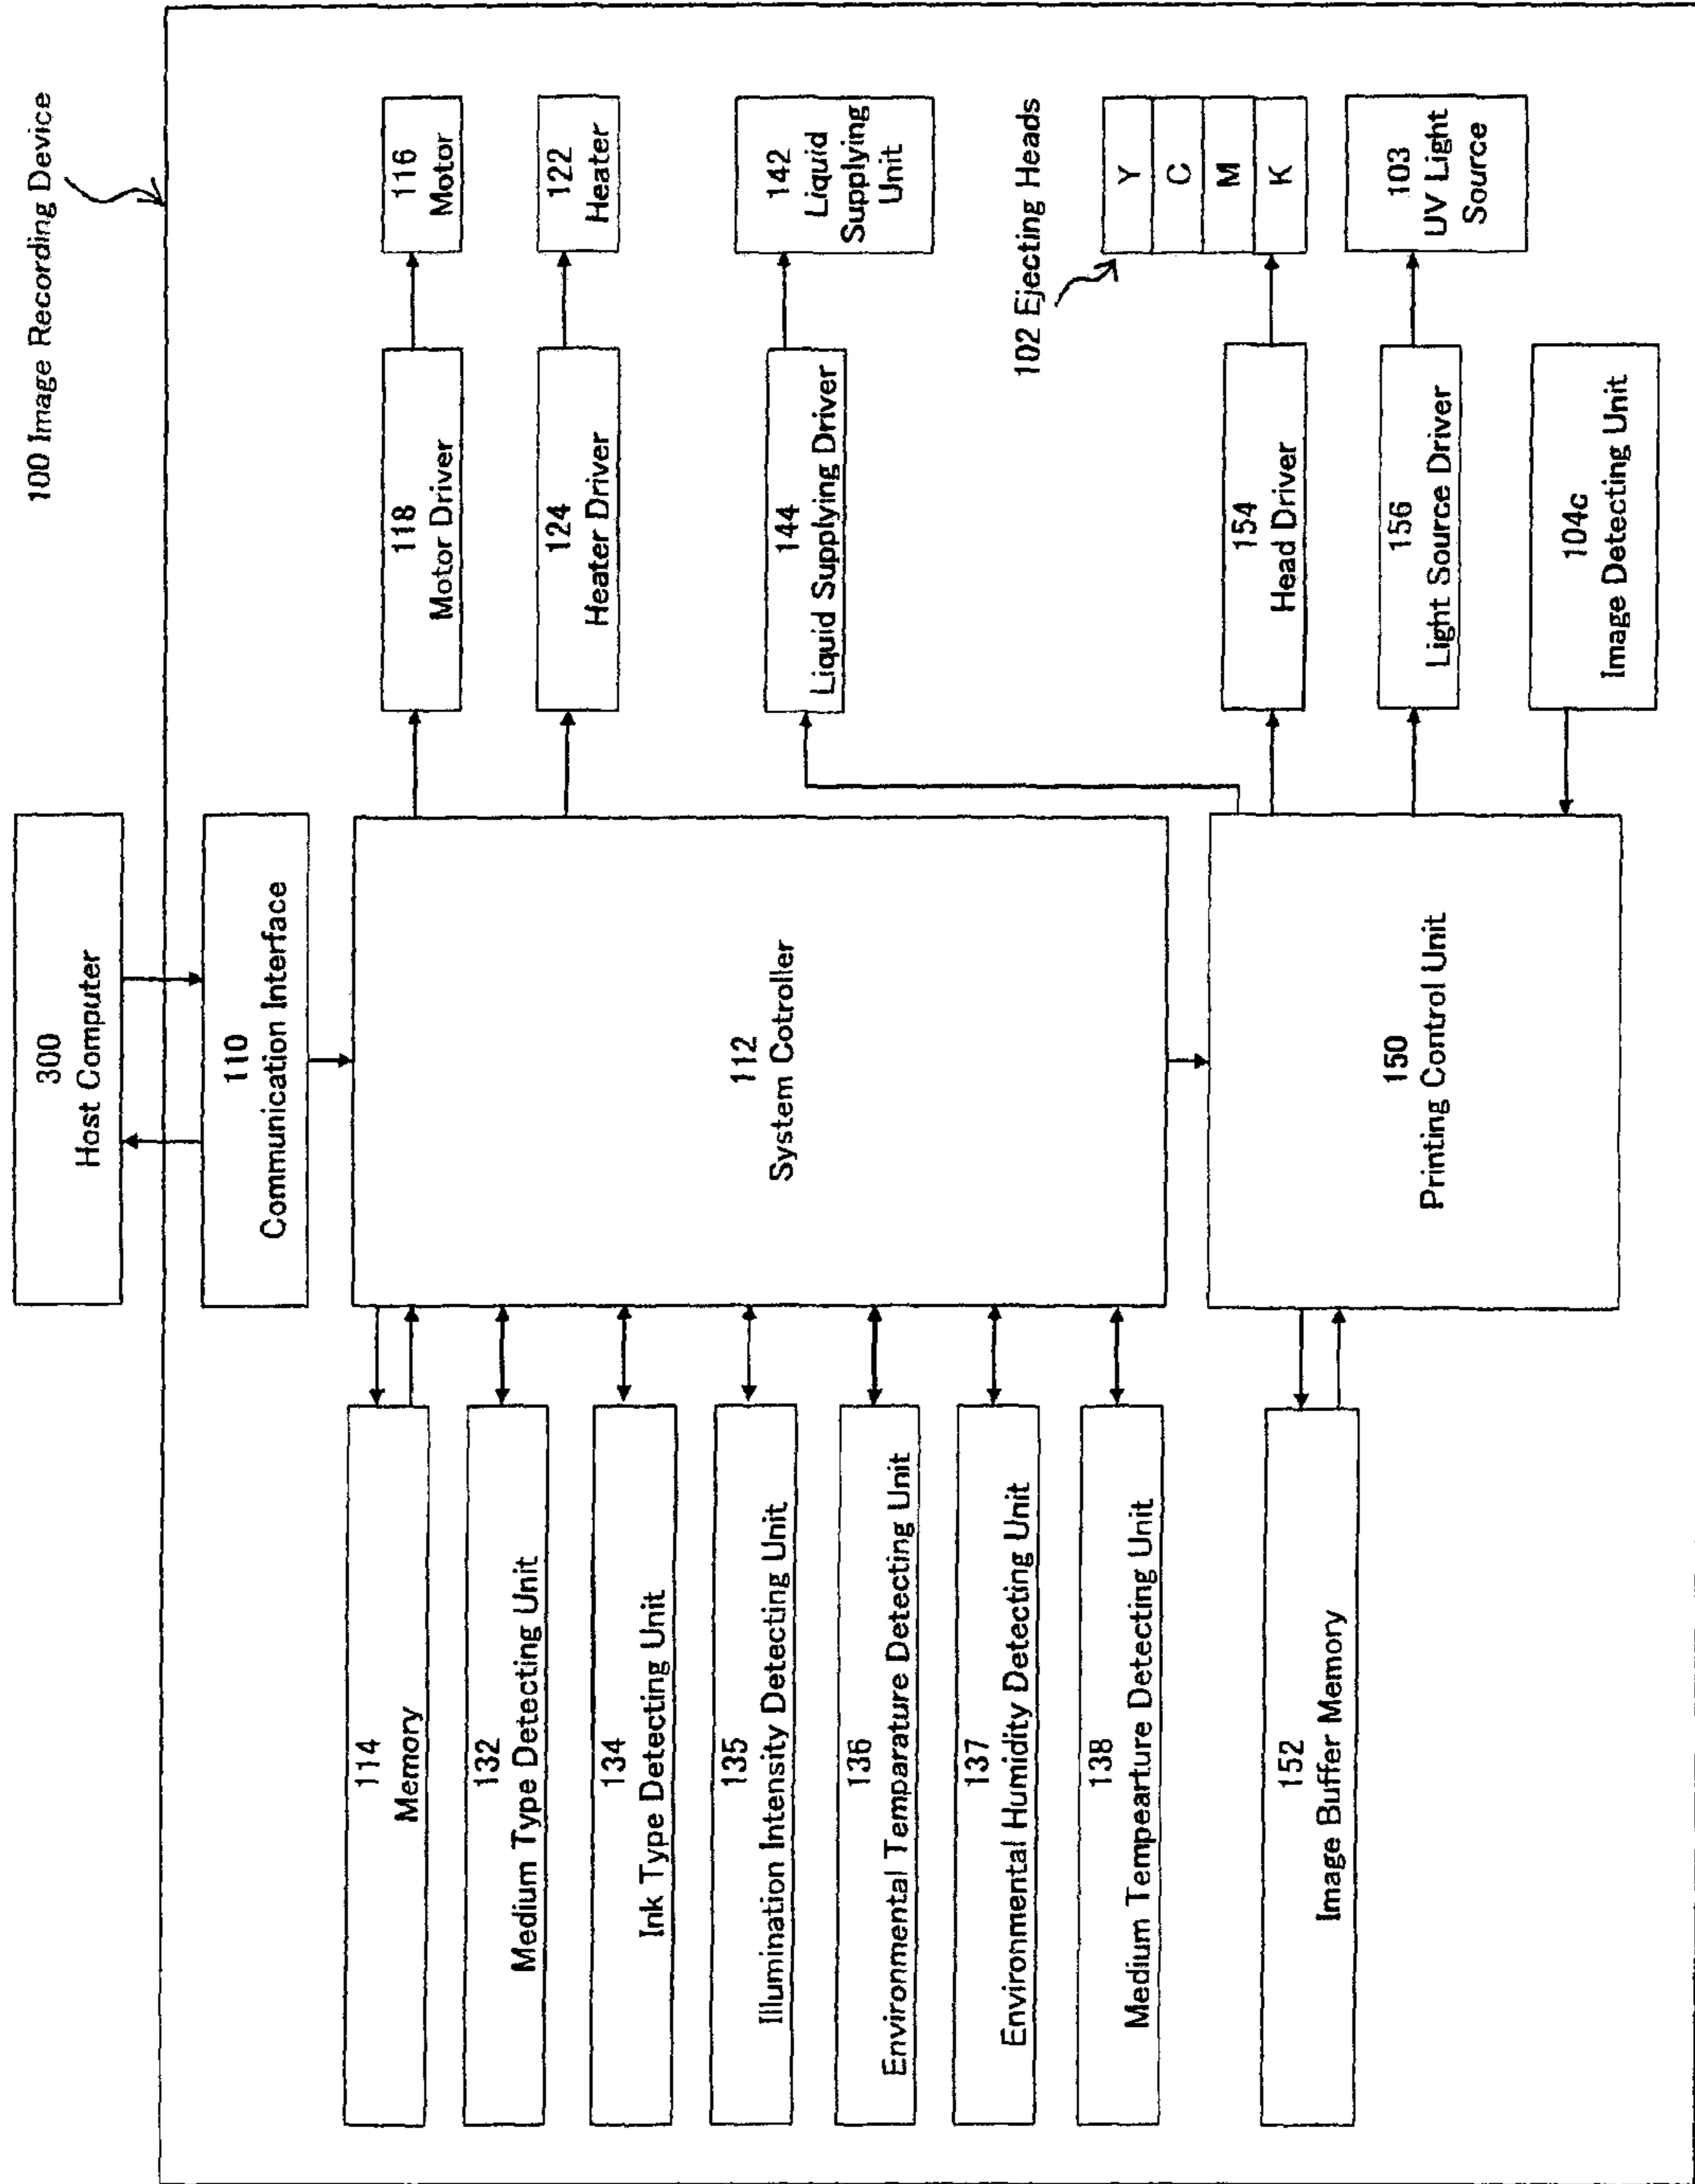 100 Image Recording Device
300
Host Computer
110
Communication Interface
112
System Cotroller
150
Printing Control Unit
114
Memory
132
Medium Type Detecting Unit
134
Ink Type Detecting Unit
135
Illumination Intensity Detecting Unit
136
Environmental Temparature Detecting Unit
137
Environmental Humidity Detecting Unit
138
Medium Tempearture Detecting Unit
152
Image Buffer Memory
118
Motor Driver
116
Motor
124
Heater Driver
122
Heater
144
Liquid Supplying Driver
142
Liquid
Supplying
Unit
102 Ejecting Heads
Y
C
M
K
154
Head Driver
156
Light Source Driver
103
UV Light
Source
104c
Image Detecting Unit